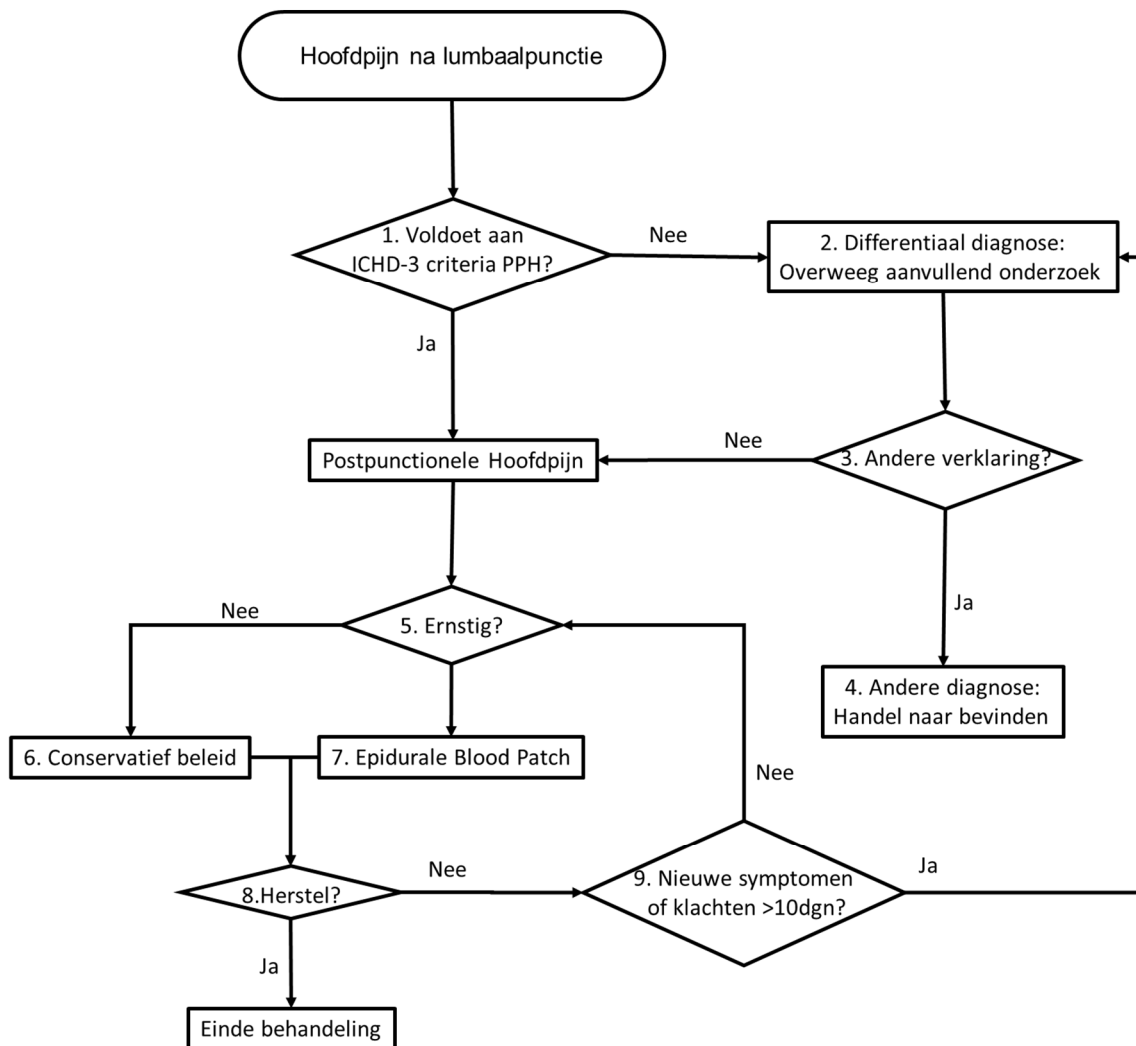 Hoofdpijn na lumbaalpunctie
1. Voldoet aan
ICHD-3 criteria PPH?
Nee
2. Differentiaal diagnose:
Overweeg aanvullend onderzoek
Ja
Postpunctionele Hoofdpijn
Nee
3. Andere verklaring?
Ja
4. Andere diagnose:
Handel naar bevinden
Nee
5. Ernstig?
6. Conservatief beleid
7. Epidurale Blood Patch
Nee
8.Herstel?
Nee
9. Nieuwe symptomen
of klachten >10dgn?
Ja
Ja
Einde behandeling